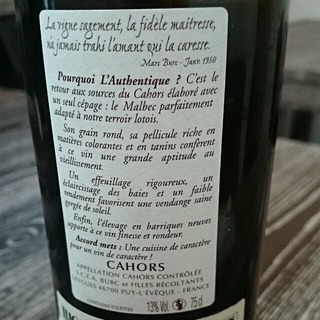 La vigne sagement, la fidèle maitresse,
n'a jamais trahi l'amant qui la caresse.
Marc Burc - Janv. 1950
Pourquoi L'Authentique ? C'est le
retour aux sources du Cahors élaboré avec
un seul cépage : le Malbec parfaitement
adapté à notre terroir lotois.
Son grain rond, sa pellicule riche en
matières colorantes et en tanins confèrent
à ce vin une grande aptitude au
vieillissement.
Un effeuillage rigoureux, un
éclaircissage des baies et un faible
rendement favorisent une vendange saine
gorgée de soleil.
Enfin, l'élevage en barriques neuves
apporte à ce vin finesse et rondeur.
Accord mets : Une cuisine de caractère
pour un vin de caractère !
CAHORS
APPELLATION CAHORS CONTRÔLÉE
S.C.E.A. BURC et FILLES RÉCOLTANTS
LEYGUES 46700 PUY-L'ÉVÊQUE - FRANCE
CONTAINS SULFITES
13% Vol. 75 cl